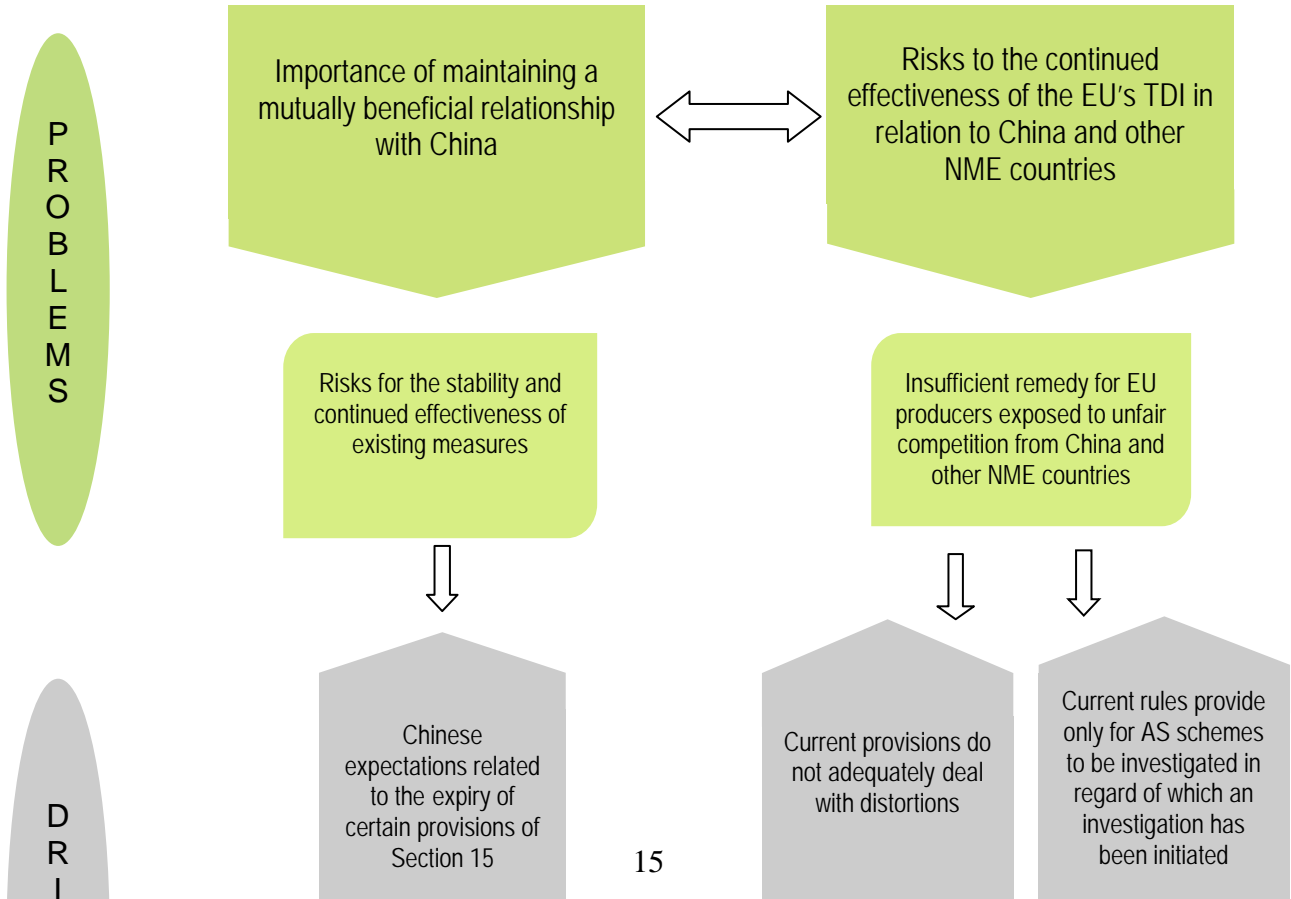 P
R
O
B
L
E
M
S
Importance of maintaining a
mutually beneficial relationship
with China
Risks to the continued
effectiveness of the EU's TDI in
relation to China and other
NME countries
Risks for the stability and
continued effectiveness of
existing measures
Insufficient remedy for EU
producers exposed to unfair
competition from China and
other NME countries
D
R
I
Chinese
expectations related
to the expiry of
certain provisions of
Section 15
Current provisions do
not adequately deal
with distortions
Current rules provide
only for AS schemes
to be investigated in
regard of which an
investigation has
been initiated
15